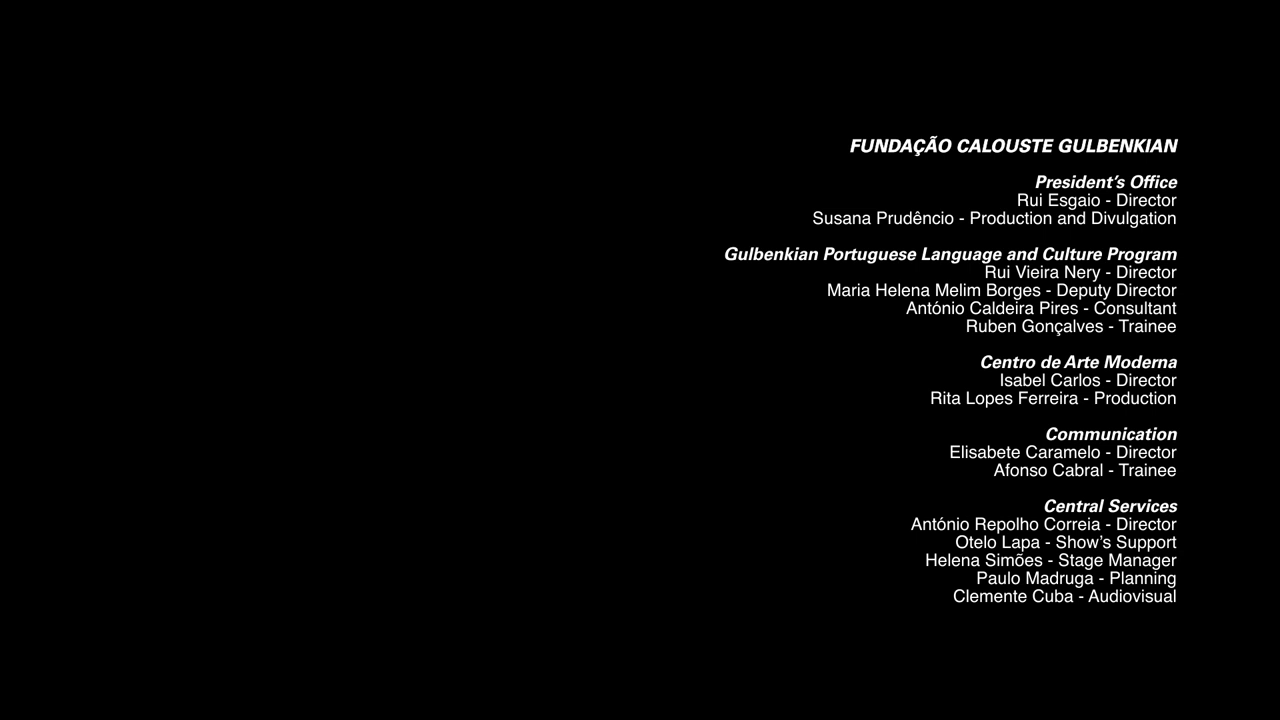 FUNDAÇÃO CALOUSTE GULBENKIAN
President’s Office
Rui Esgaio - Director
Susana Prudêncio - Production and Divulgation
Gulbenkian Portuguese Language and Culture Program
Rui Vieira Nery - Director
Maria Helena Melim Borges - Deputy Director
António Caldeira Pires - Consultant
Ruben Gonçalves - Trainee
Centro de Arte Moderna
Isabel Carlos - Director
Rita Lopes Ferreira - Production
Communication
Elisabete Caramelo - Director
Afonso Cabral - Trainee
Central Services
António Repolho Correia - Director
Otelo Lapa - Show’s Support
Helena Simões - Stage Manager
Paulo Madruga - Planning
Clemente Cuba - Audiovisual